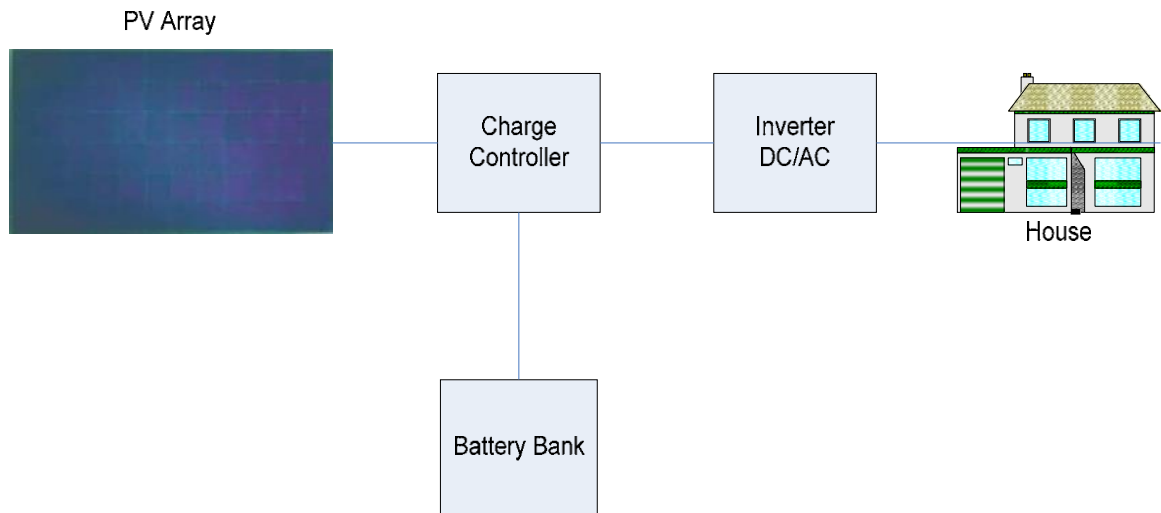 PV Array
Charge
Controller
Inverter
DC/AC
House
Battery Bank